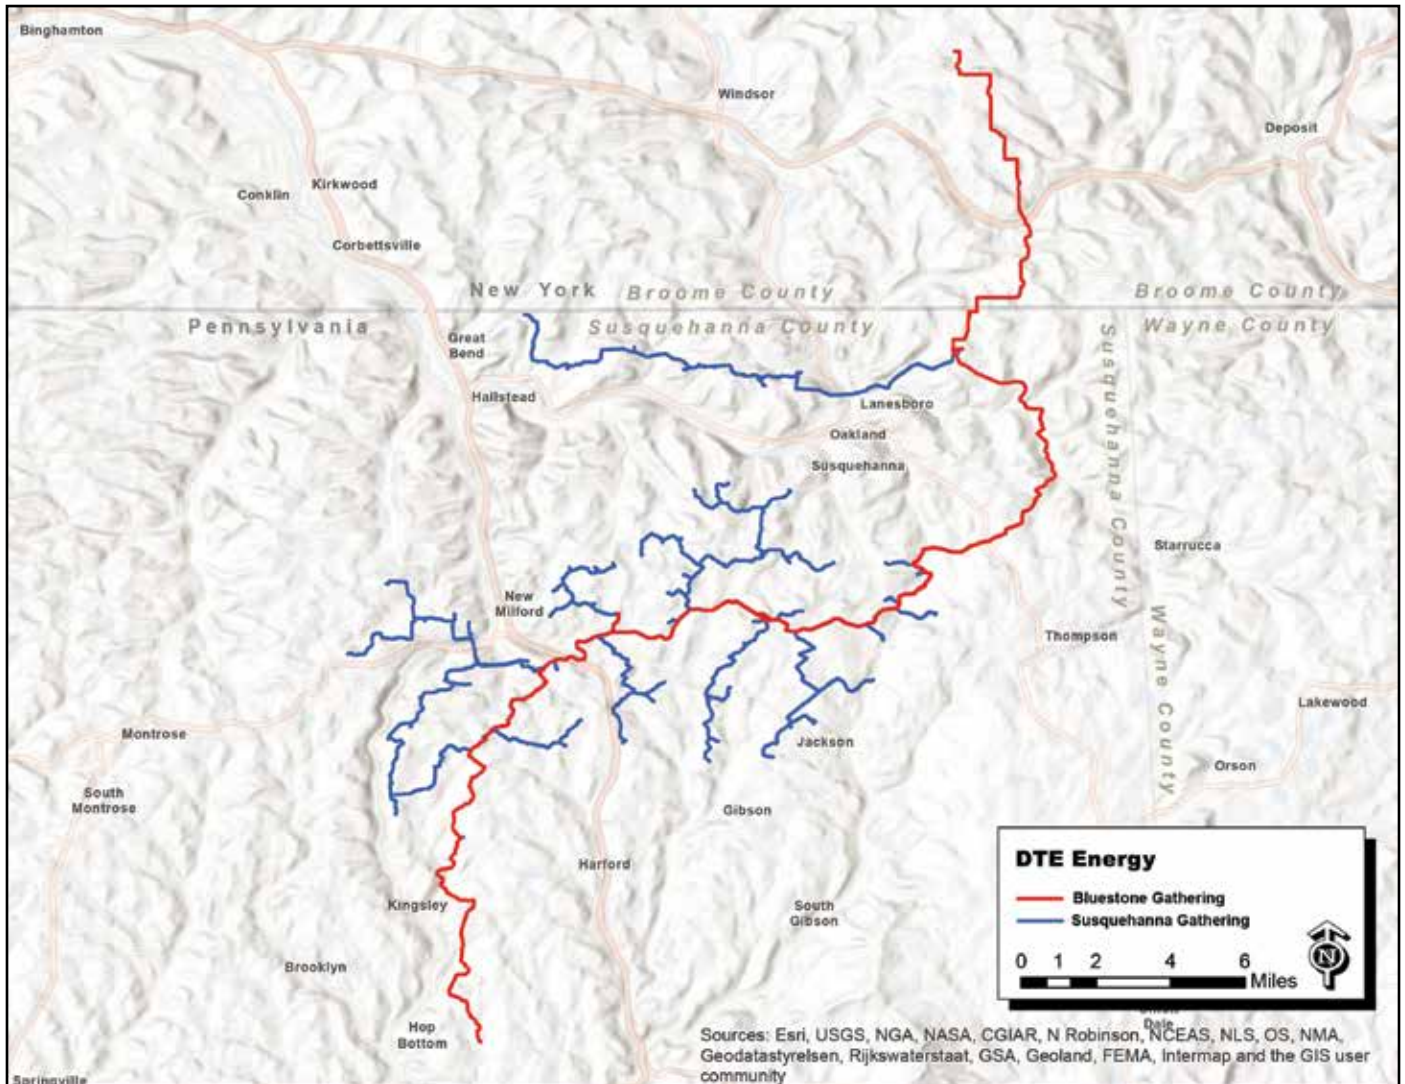 Binghamton
Windsor
Deposit
Kirkwood
Conklin
Corbettsville
New York
Broome County
Broome County
Pennsylvania
Susquehanna County
Wayne County
Great
Bend
Hallstead
Lanesboro
Oakland
Susquehanna
Susquehanna County
Starrucca
New
Milford
Thompson
Wayne County
Lakewood
Montrose
Jackson
Orson
South
Montrose
Gibson
Harford
Kingsley
South
Gibson
Brooklyn
Hop
Bottom
Springville
DTE Energy
Bluestone Gathering
Susquehanna Gathering
0 1 2 4 6
Miles
N
Dale
Sources: Esri, USGS, NGA, NASA, CGIAR, N Robinson, NCEAS, NLS, OS, NMA,
Geodatastyrelsen, Rijkswaterstaat, GSA, Geoland, FEMA, Intermap and the GIS user
community